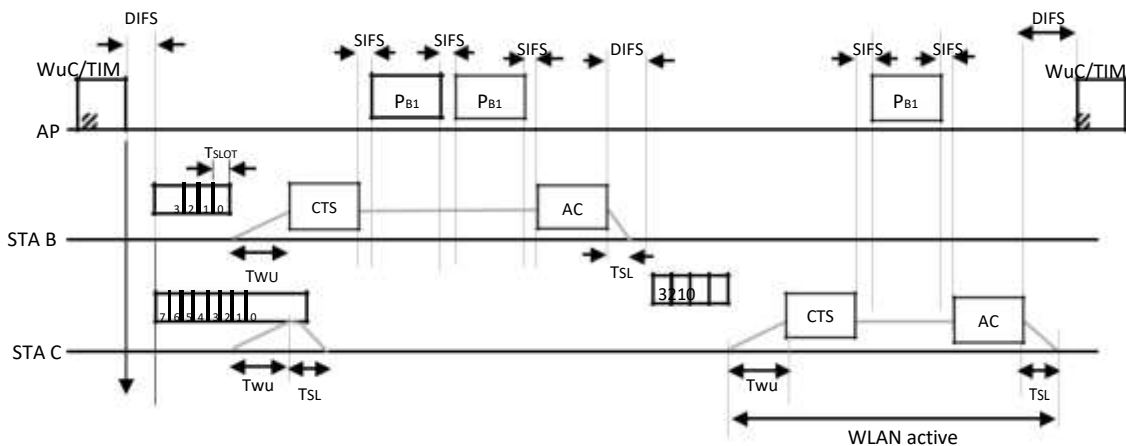 DIFS
DIFS
SIFS SIFS SIFS DIFS SIFS SIFS
WuC/TIM
WuC/TIM
PB1 PB1 PB1
AP
TSLOT
3 2 1 0
CTS AC
STA B
TWU TSL
7 6 5 4 3 2 1 0
3210
CTS AC
STA C
TWU TSL TWU TSL
WLAN active